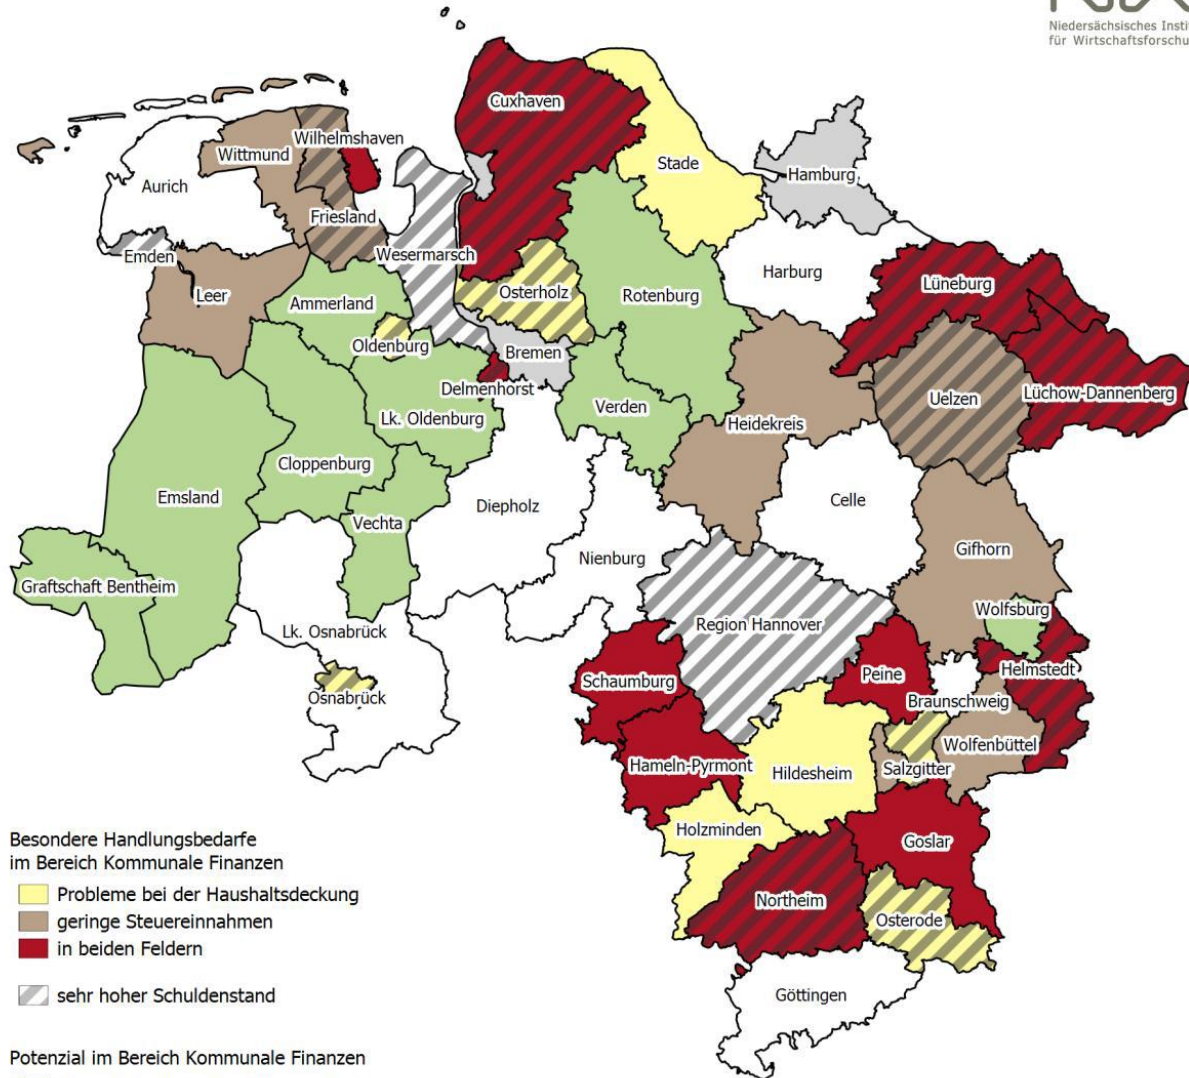 Niedersächsisches
für Wirtschaftsforschu
Cuxhaven
Wilhelmshaven
Wittmund
Stade
Hamburg
Aurich
Friesland
Emden
Wesermarsch
Harburg
Lüneburg
Leer
Ammerland
Osterholz
Rotenburg
Oldenburg
Bremen
Delmenhorst
Lüchow-Dannenberg
Uelzen
Lk. Oldenburg
Verden
Heidekreis
Cloppenburg
Emsland
Diepholz
Celle
Vechta
Gifhorn
Nienburg
Graftschaft Bentheim
Wolfsburg
Lk. Osnabrück
Region Hannover
Helmstedt
Schaumburg
Peine
Osnabrück
Braunschweig
Wolfenbüttel
Hameln-Pyrmont
Hildesheim
Salzgitter
Holzminden
Goslar
Northeim
Osterode
Göttingen
Besondere Handlungsbedarfe
im Bereich Kommunale Finanzen
Probleme bei der Haushaltsdeckung
geringe Steuereinnahmen
in beiden Feldern
sehr hoher Schuldenstand
Potenzial im Bereich Kommunale Finanzen